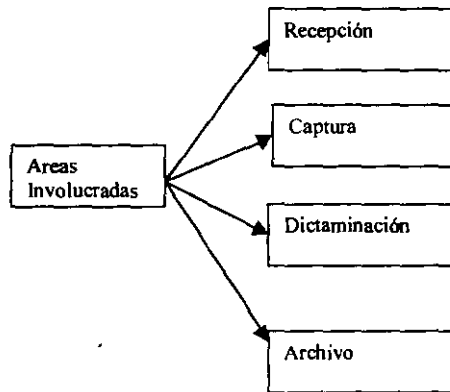 Recepción
Captura
Areas
Involucradas
Dictaminación
Archivo